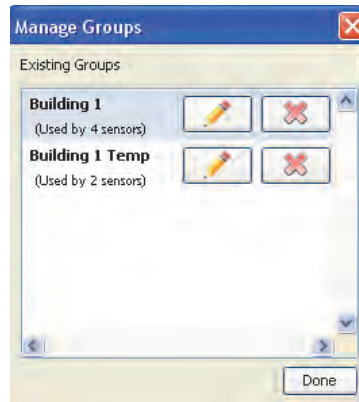 Manage Groups
Existing Groups
Building 1
(Used by 4 sensors)
Building 1 Temp
(Used by 2 sensors)
Done